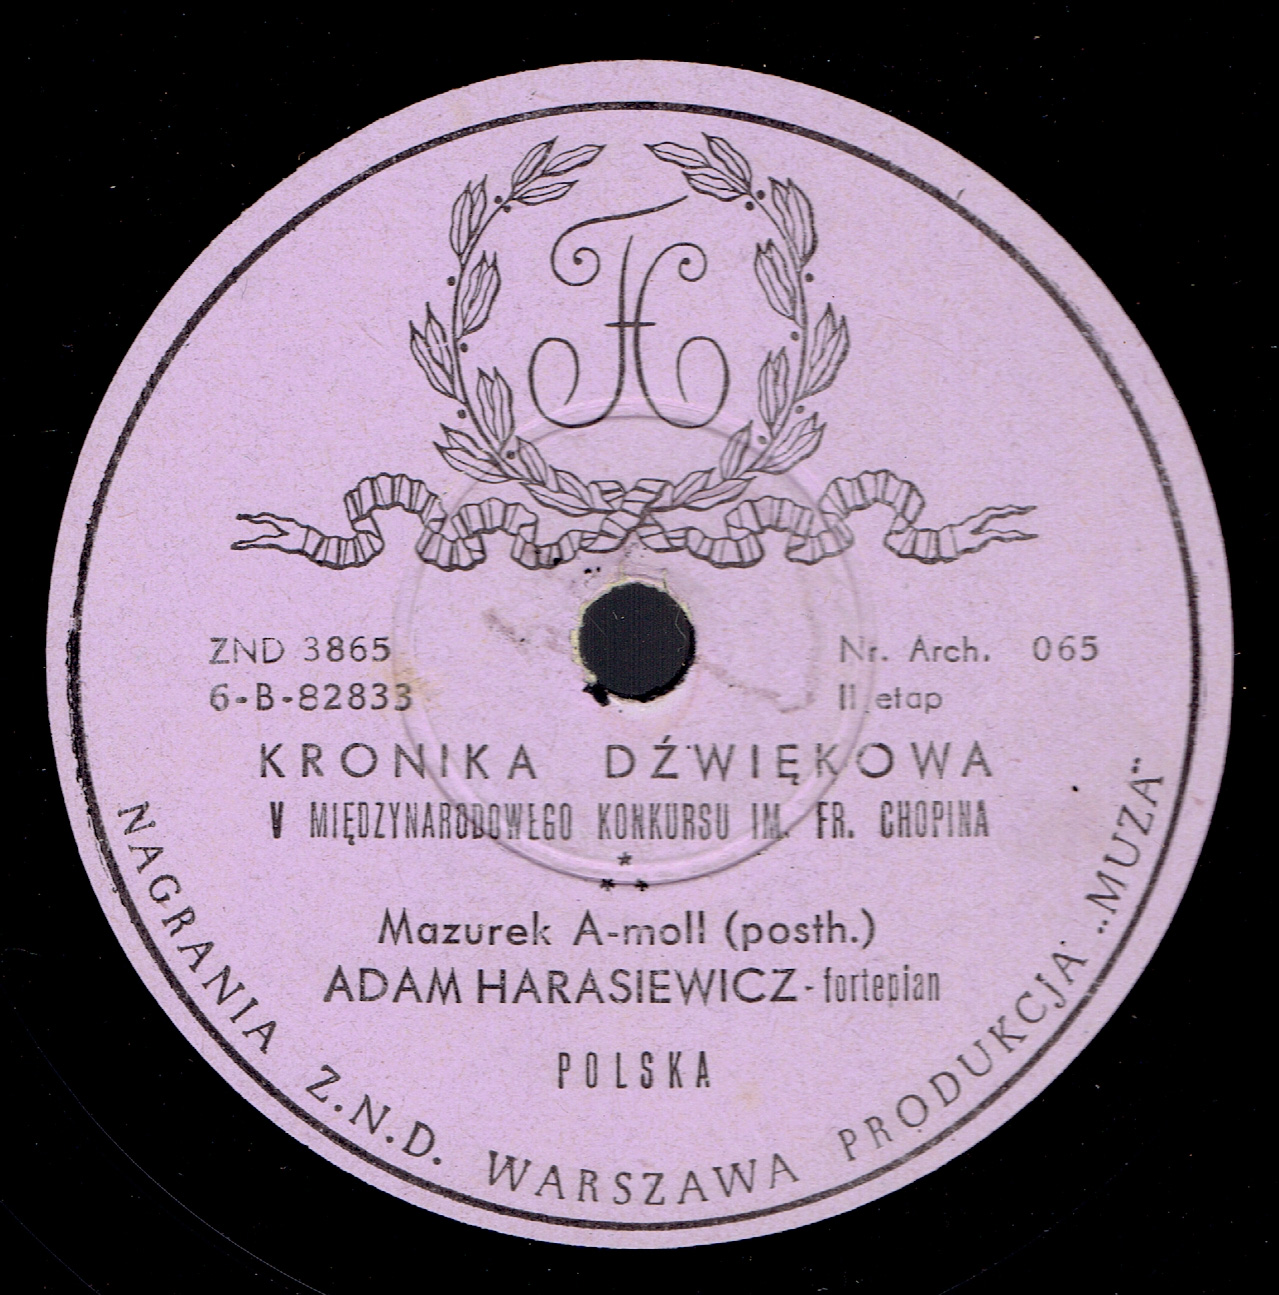 ZND 3865
6-B-82833
Nr. Arch. 065
II etap
KRONIKA DŹWIĘKOWA
V MIĘDZYNARODOWEGO KONKURSU IM. FR. CHOPINA
Mazurek A-moll (posth.)
ADAM HARASIEWICZ - fortepian
POLSKA
NAGRANIA Z.N.D. WARSZAWA PRODUKCJA „MUZA”